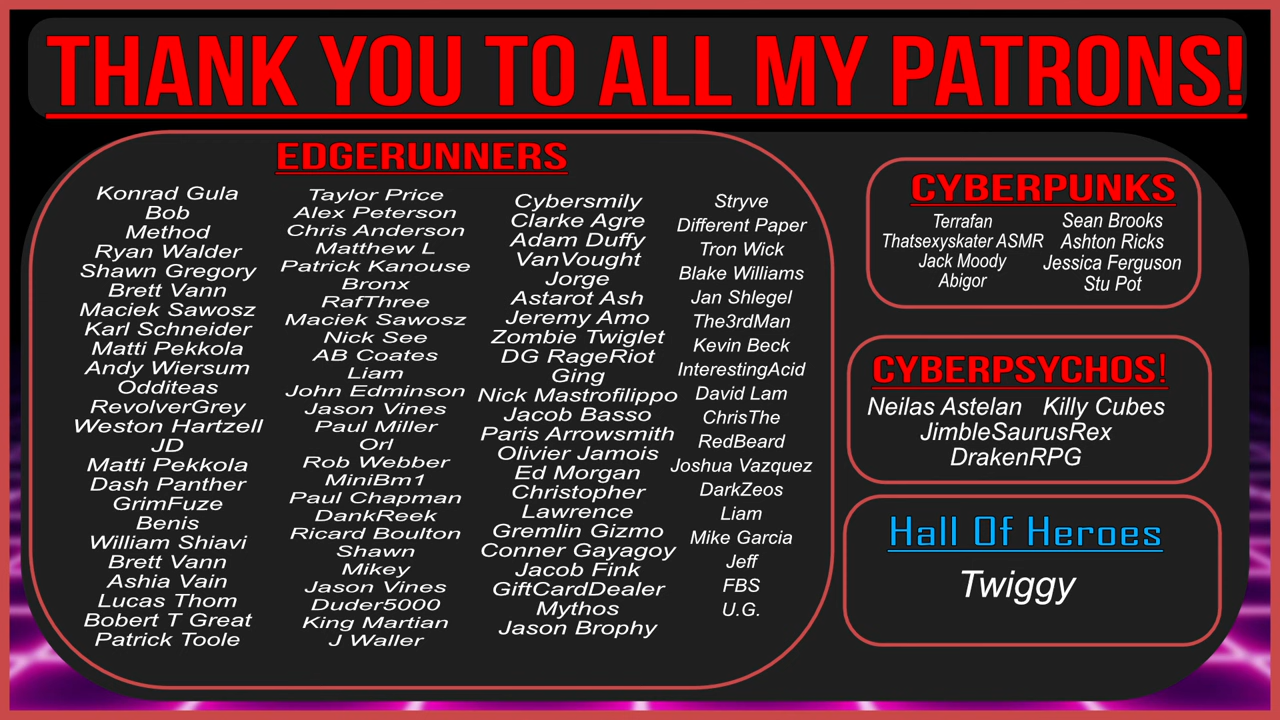 THANK YOU TO ALL MY PATRONS!
EDGERUNNERS
Konrad Gula
Bob
Method
Ryan Walder
Shawn Gregory
Brett Vann
Maciek Sawosz
Karl Schneider
Matti Pekkola
Andy Wiersum
Odditeas
RevolverGrey
Weston Hartzell
JD
Matti Pekkola
Dash Panther
GrimFuze
Benis
William Shiavi
Brett Vann
Ashia Vain
Lucas Thom
Bobert T Great
Patrick Toole
Taylor Price
Alex Peterson
Chris Anderson
Matthew L
Patrick Kanouse
Bronx
RafThree
Maciek Sawosz
Nick See
AB Coates
Liam
John Edminson
Jason Vines
Paul Miller
Orl
Rob Webber
MiniBm1
Paul Chapman
DankReek
Ricard Boulton
Shawn
Mikey
Jason Vines
Duder5000
King Martian
J Waller
Cybersmily
Clarke Agre
Adam Duffy
VanVought
Jorge
Astarot Ash
Jeremy Amo
Zombie Twiglet
DG RageRiot
Ging
Nick Mastrofilippo
Jacob Basso
Paris Arrowsmith
Olivier Jamois
Ed Morgan
Christopher
Lawrence
Gremlin Gizmo
Conner Gayagoy
Jacob Fink
GiftCardDealer
Mythos
Jason Brophy
Stryve
Different Paper
Tron Wick
Blake Williams
Jan Shlegel
The3rdMan
Kevin Beck
InterestingAcid
David Lam
ChrisThe
RedBeard
Joshua Vazquez
DarkZeos
Liam
Mike Garcia
Jeff
FBS
U.G.
CYBERPUNKS
Terrafan
Thatsexyskater ASMR
Jack Moody
Abigor
Sean Brooks
Ashton Ricks
Jessica Ferguson
Stu Pot
CYBERPSYCHOS!
Neilas Astelan Killy Cubes
JimbleSaurusRex
DrakenRPG
Hall Of Heroes
Twiggy